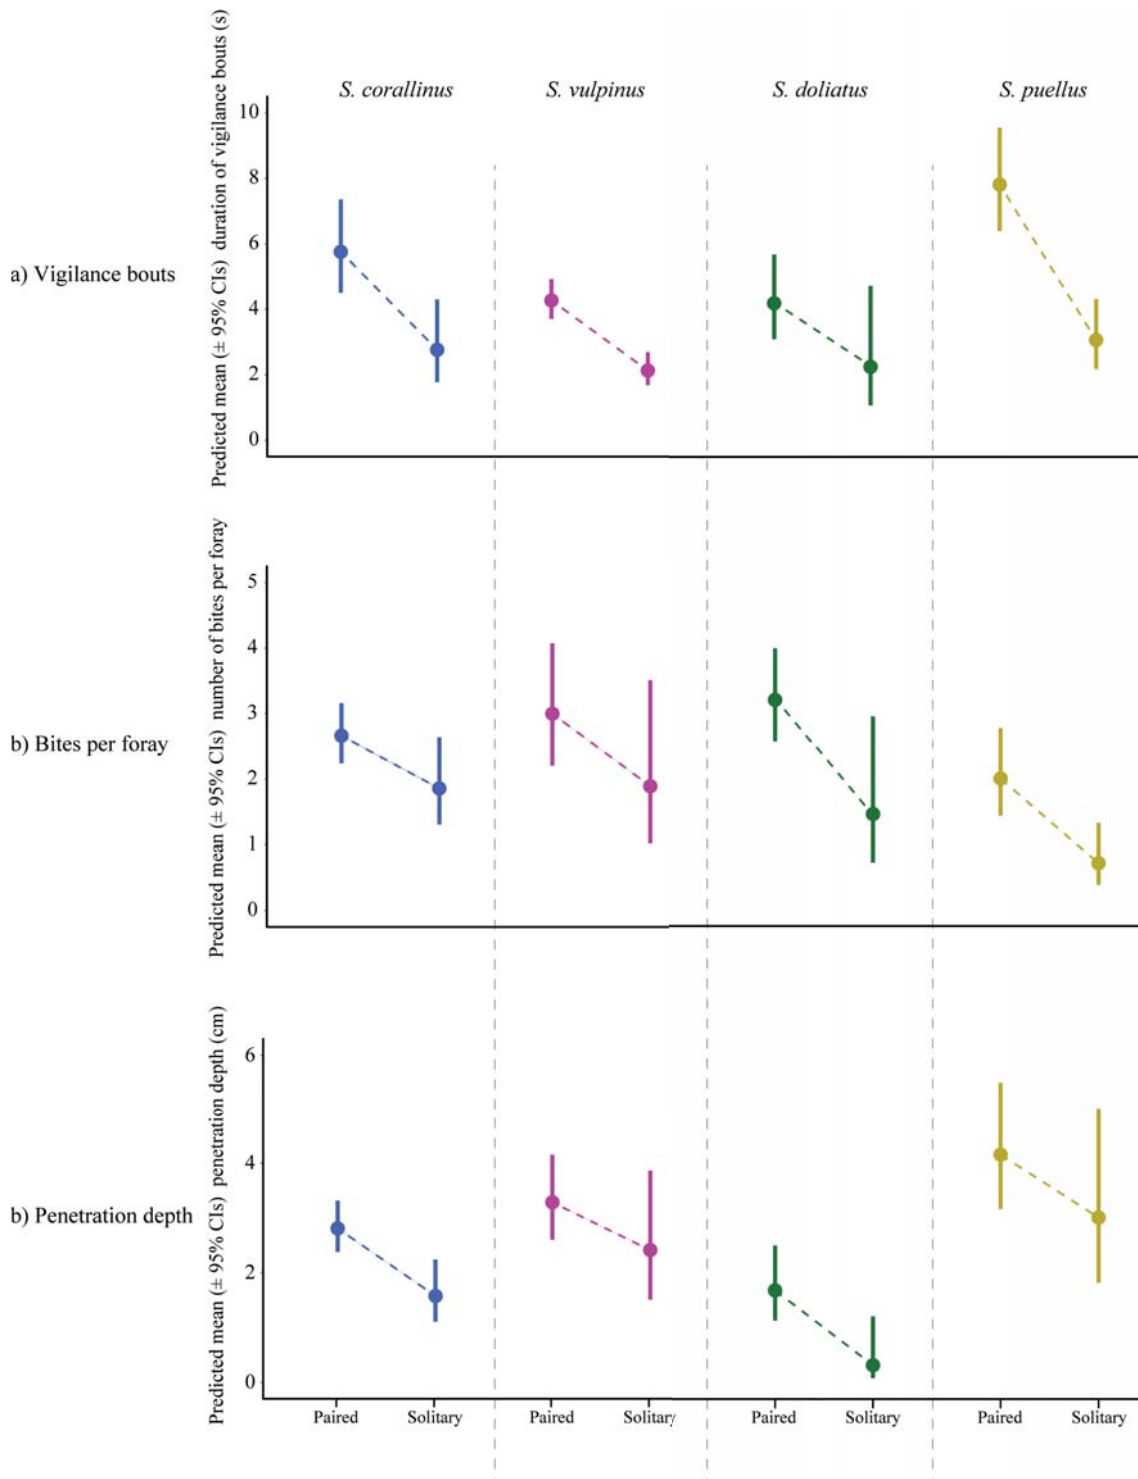 S. corallinus S. vulpinus S. doliatus S. puellus
Predicted mean (± 95% CIs) duration of vigilance bouts (s)
10
8
6
4
2
0
a) Vigilance bouts
Predicted mean (± 95% CIs) number of bites per foray
5
4
3
2
1
0
b) Bites per foray
Predicted mean (± 95% CIs) penetration depth (cm)
6
4
2
0
b) Penetration depth
Paired Solitary Paired Solitary Paired Solitary Paired Solitary